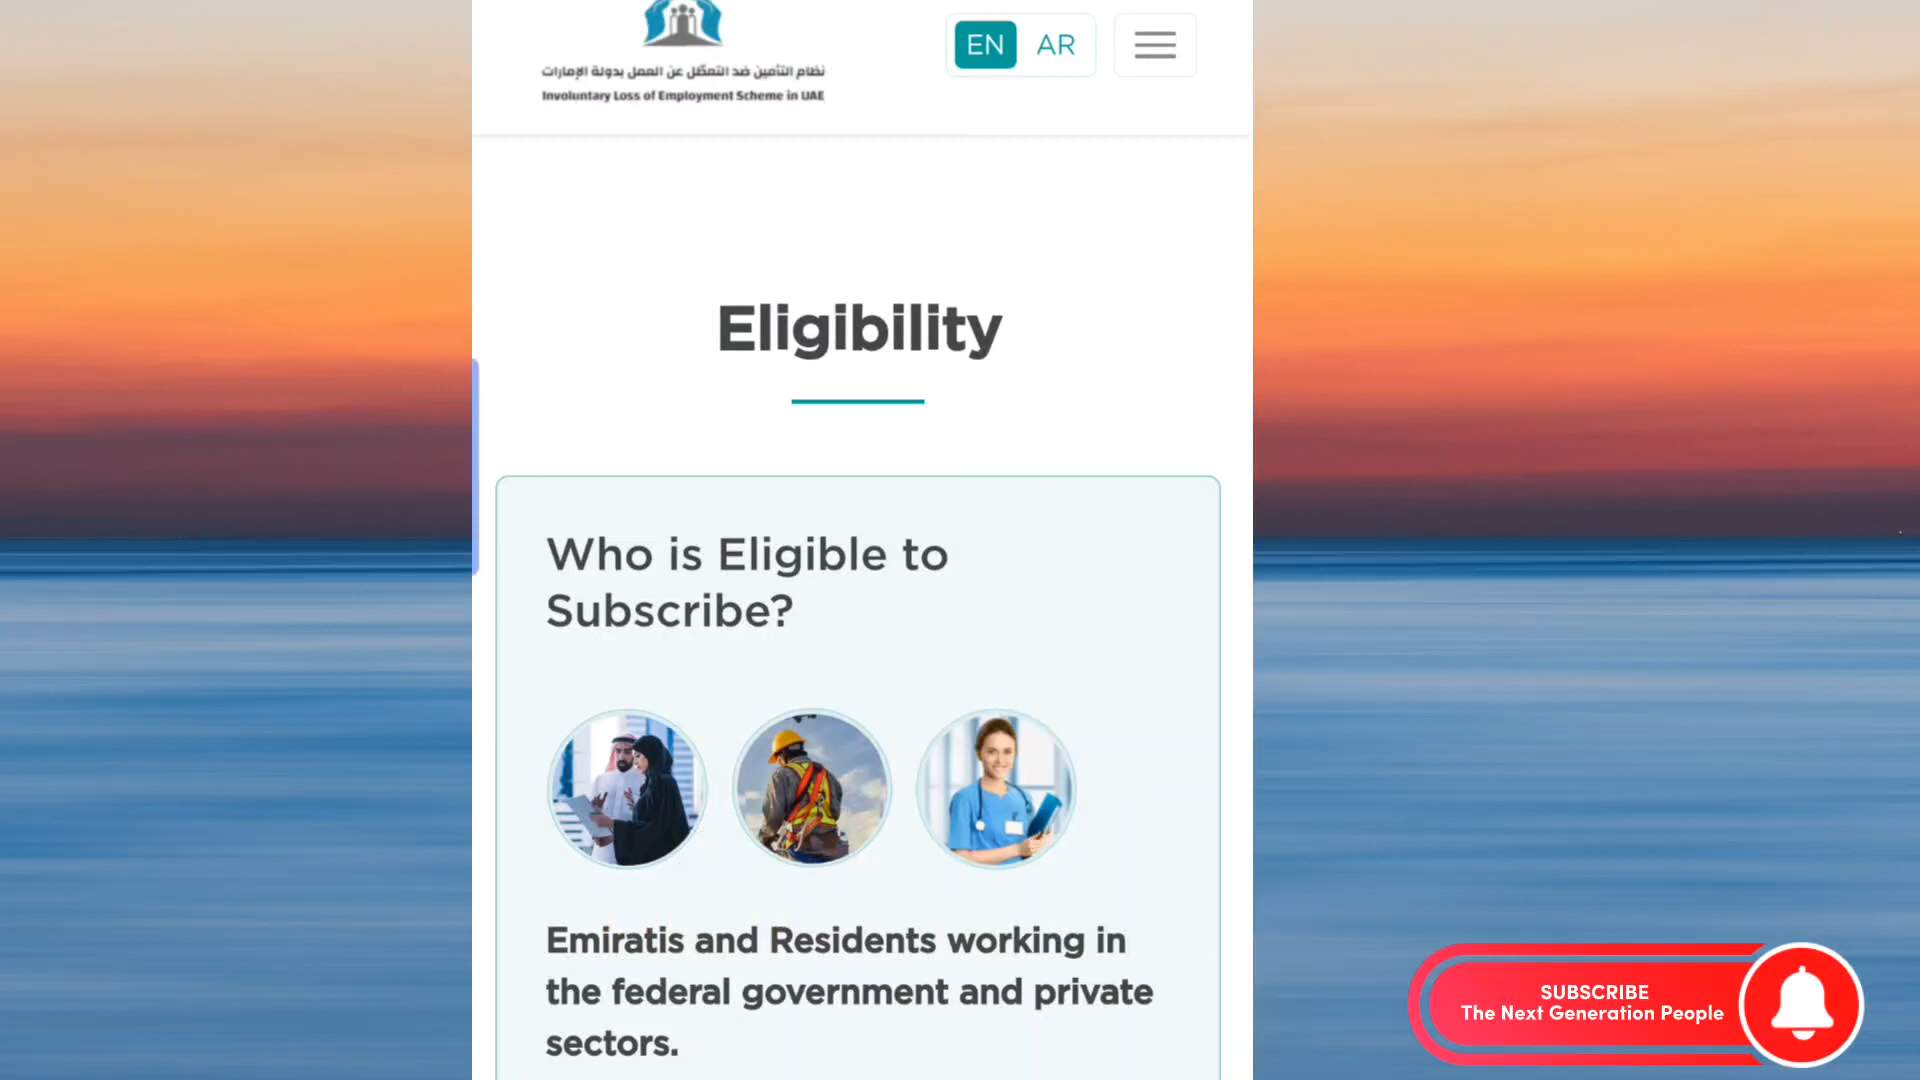 نظام التأمين ضد التعطّل عن العمل بدولة الإمارات
Involuntary Loss of Employment Scheme in UAE
EN AR
Eligibility
Who is Eligible to
Subscribe?
Emiratis and Residents working in
the federal government and private
sectors.
SUBSCRIBE
The Next Generation People